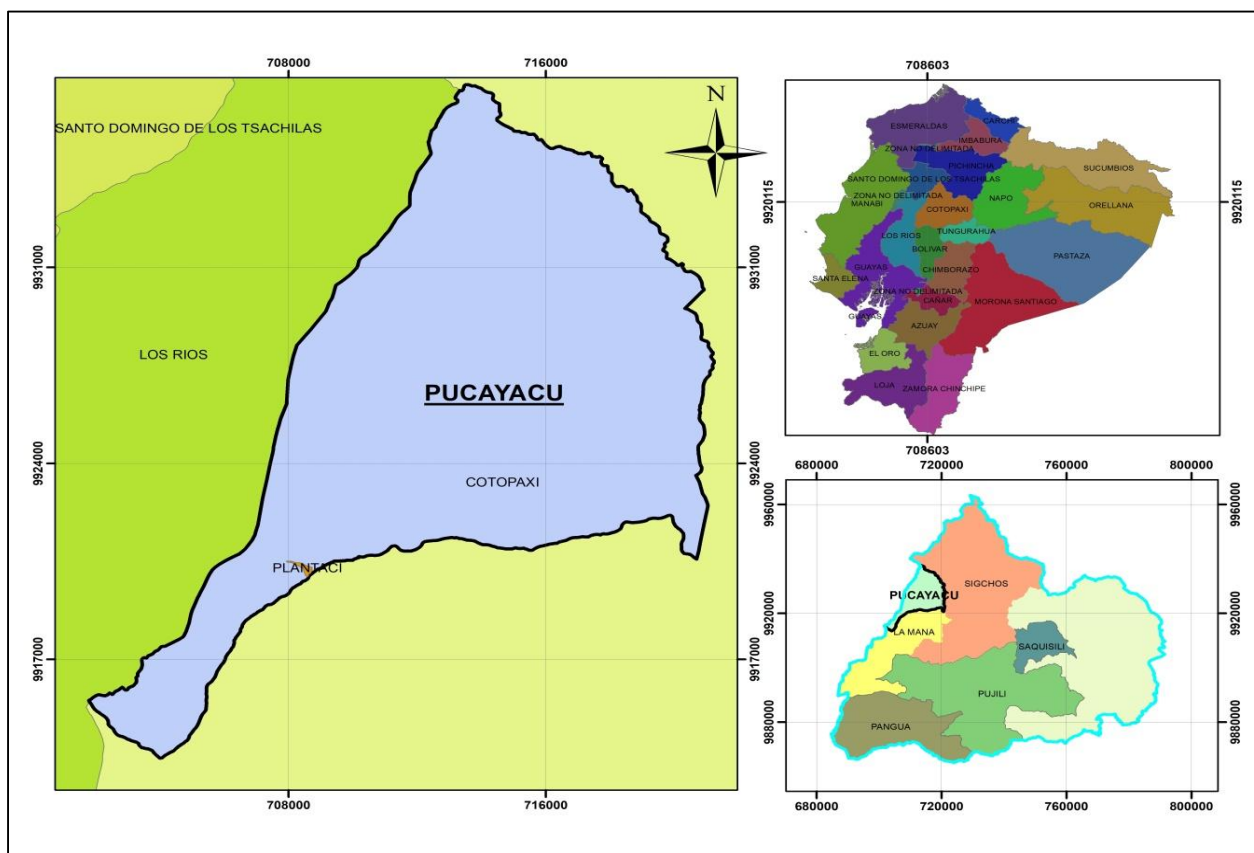 708000
716000
N
SANTO DOMINGO DE LOS TSACHILAS
9931000
9931000
LOS RIOS
PUCAYACU
9924000
9924000
COTOPAXI
PLANTACI
9917000
9917000
708000
716000
708603
ESMERALDAS
CARCHI
IMBABURA
ZONA NO DELIMITADA
PICHINCHA
SUCUMBIOS
SANTO DOMINGO DE LOS TSACHILAS
ZONA NO DELIMITADA
MANABI
NAPO
ORELLANA
9920115
9920115
COTOPAXI
LOS RIOS
TUNGURAHUA
BOLIVAR
PASTAZA
GUAYAS
CHIMBORAZO
SANTA ELENA
ZONA NO DELIMITADA
CAÑAR
MORONA SANTIAGO
GUAYAS
AZUAY
EL ORO
LOJA
ZAMORA CHINCHIPE
708603
680000
720000
760000
800000
9960000
9960000
SIGCHOS
PUCAYACU
9920000
9920000
LA MANA
SAQUISILI
PUJILI
PANGUA
9880000
9880000
680000
720000
760000
800000